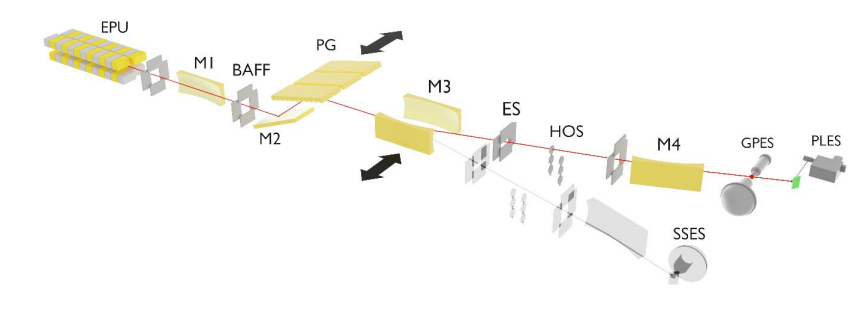 EPU
M1
BAFF
M2
PG
M3
ES
HOS
M4
GPES
PLES
SSES